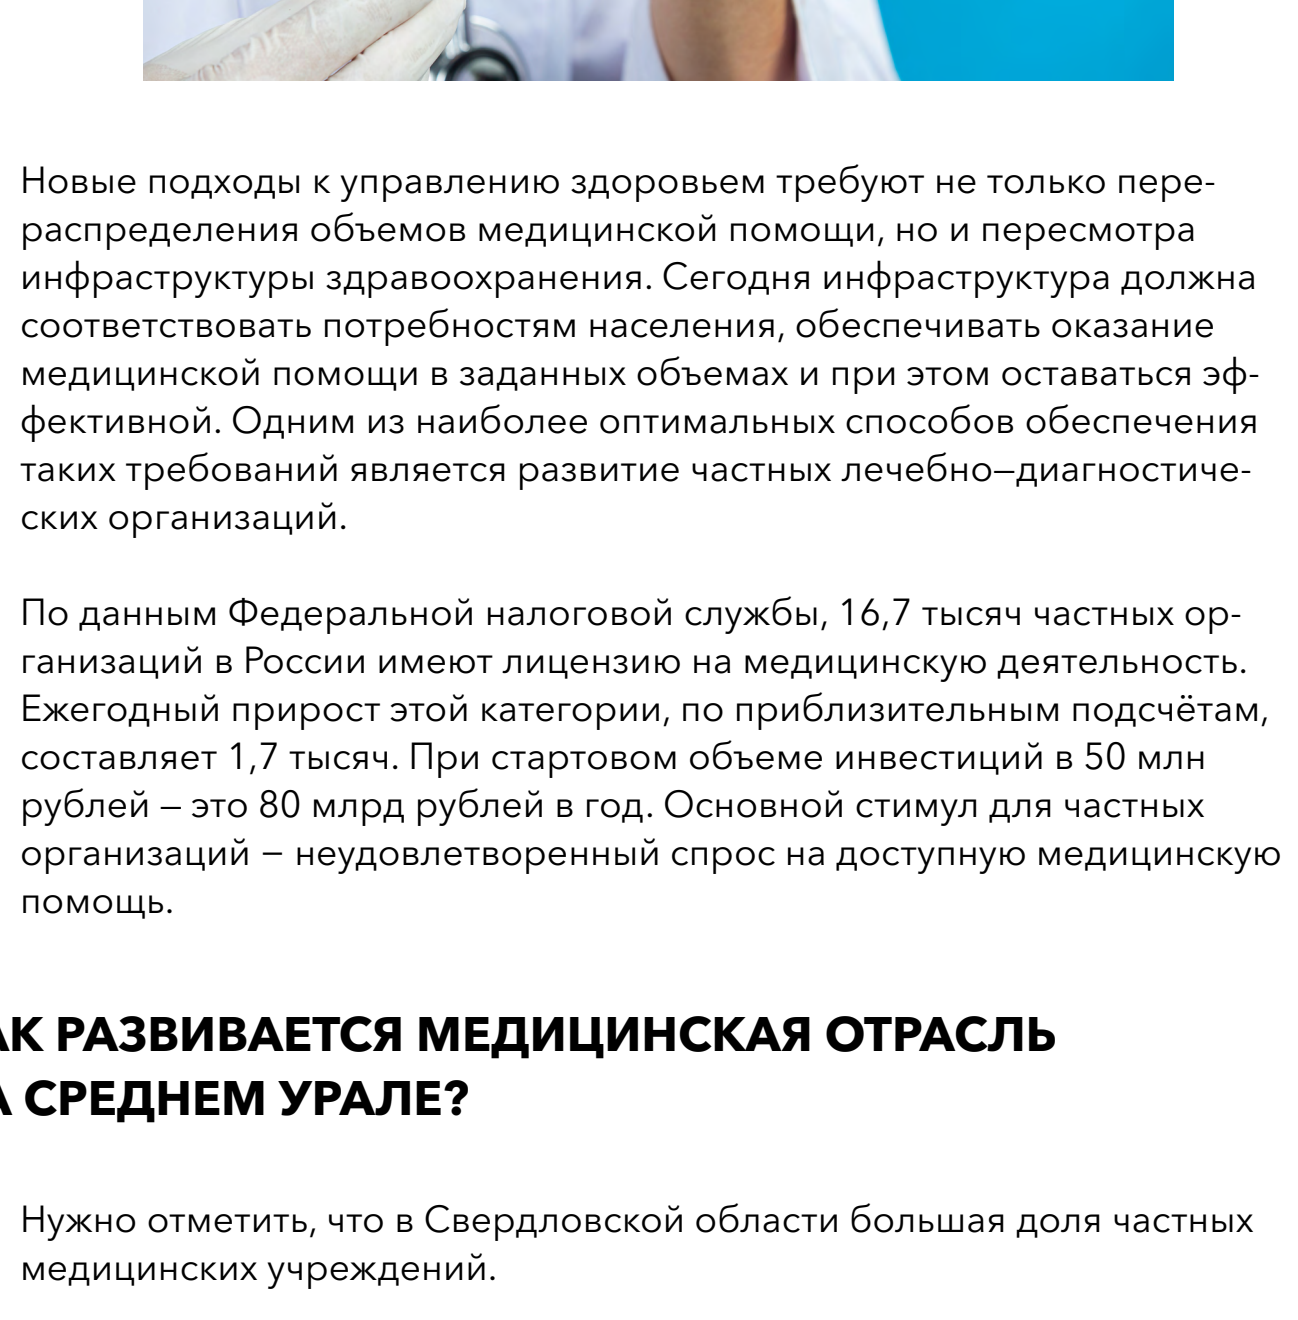 Новые подходы к управлению здоровьем требуют не только пере-
распределения объемов медицинской помощи, но и пересмотра
инфраструктуры здравоохранения. Сегодня инфраструктура должна
соответствовать потребностям населения, обеспечивать оказание
медицинской помощи в заданных объемах и при этом оставаться эф-
фективной. Одним из наиболее оптимальных способов обеспечения
таких требований является развитие частных лечебно—диагностиче-
ских организаций.
По данным Федеральной налоговой службы, 16,7 тысяч частных ор-
ганизаций в России имеют лицензию на медицинскую деятельность.
Ежегодный прирост этой категории, по приблизительным подсчётам,
составляет 1,7 тысяч. При стартовом объеме инвестиций в 50 млн
рублей — это 80 млрд рублей в год. Основной стимул для частных
организаций — неудовлетворенный спрос на доступную медицинскую
помощь.
АК РАЗВИВАЕТСЯ МЕДИЦИНСКАЯ ОТРАСЛЬ
А СРЕДНЕМ УРАЛЕ?
Нужно отметить, что в Свердловской области большая доля частных
медицинских учреждений.